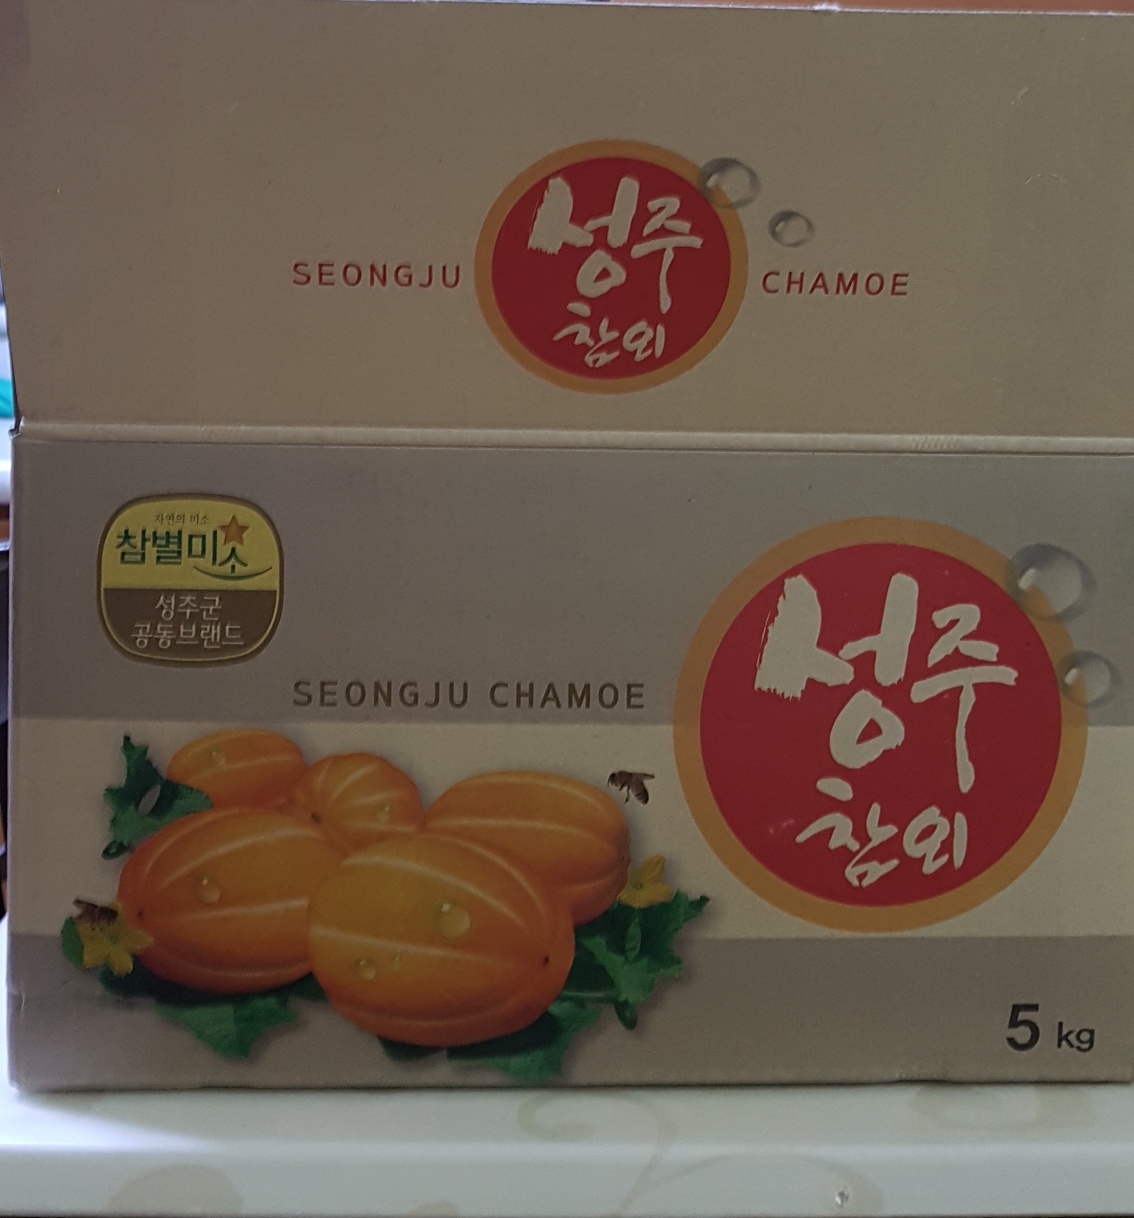 SEONGJU
성주
참외
CHAMOE
자연의 미소
참별미소
성주군
공동브랜드
SEONGJU CHAMOE
성주
참외
5 kg